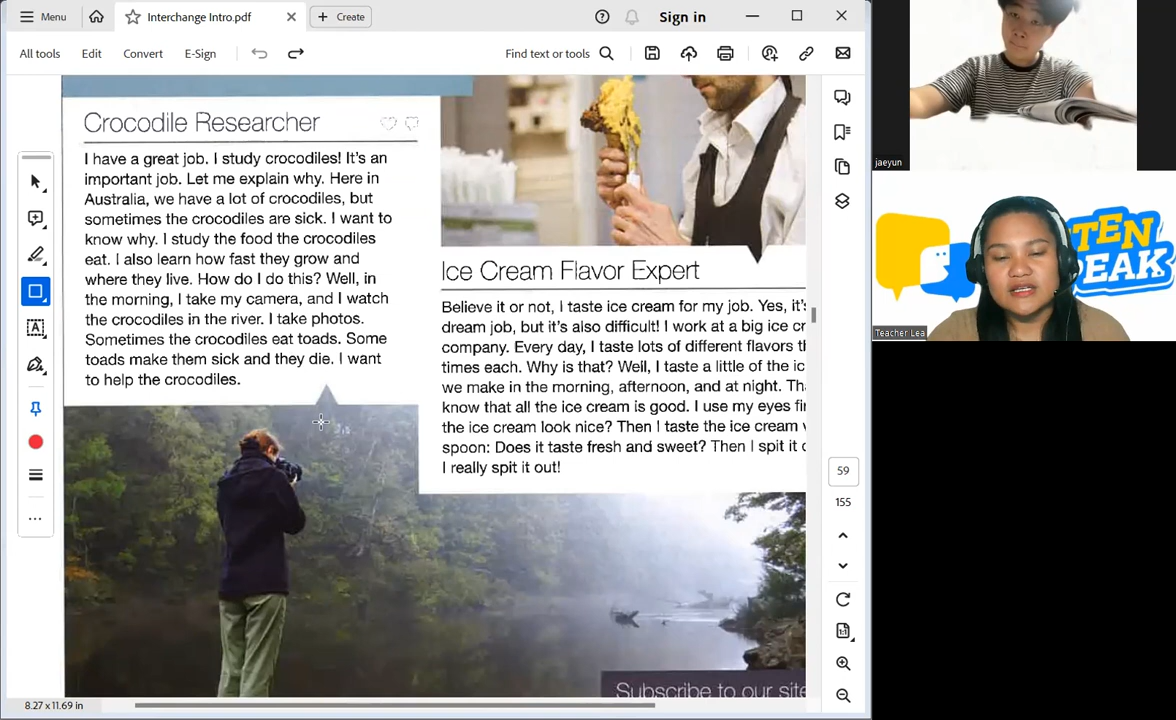 Menu
Interchange Intro.pdf
Create
Sign in
All tools
Edit
Convert
E-Sign
Find text or tools
Crocodile Researcher
I have a great job. I study crocodiles! It's an
important job. Let me explain why. Here in
Australia, we have a lot of crocodiles, but
sometimes the crocodiles are sick. I want to
know why. I study the food the crocodiles
eat. I also learn how fast they grow and
where they live. How do I do this? Well, in
the morning, I take my camera, and I watch
the crocodiles in the river. I take photos.
Sometimes the crocodiles eat toads. Some
toads make them sick and they die. I want
to help the crocodiles.
Ice Cream Flavor Expert
Believe it or not, I taste ice cream for my job. Yes, it's
dream job, but it's also difficult! I work at a big ice cr
company. Every day, I taste lots of different flavors th
times each. Why is that? Well, I taste a little of the ic
we make in the morning, afternoon, and at night. Tha
know that all the ice cream is good. I use my eyes fi
the ice cream look nice? Then I taste the ice cream
spoon: Does it taste fresh and sweet? Then I spit it
I really spit it out!
Subscribe to our site
59
155
8.27 x 11.69 in
jaeyun
TEN
PEAK
Teacher Lea